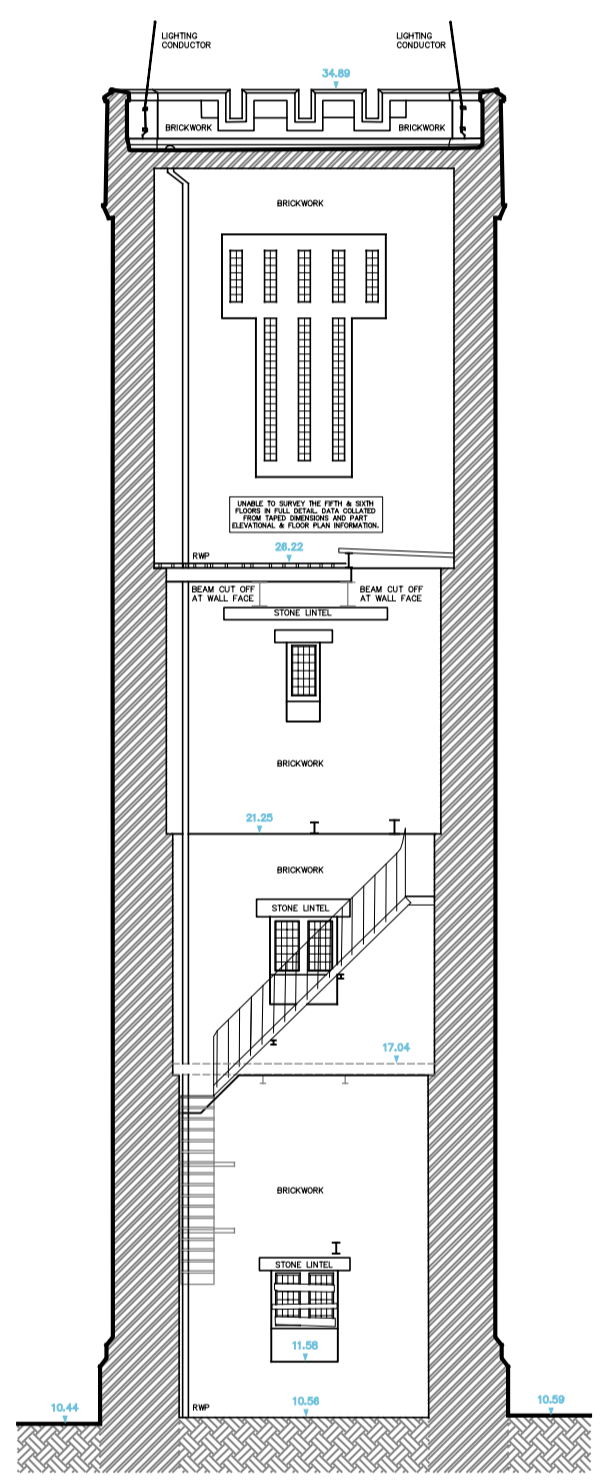 LIGHTING
CONDUCTOR
LIGHTING
CONDUCTOR
34.89
BRICKWORK
BRICKWORK
BRICKWORK
UNABLE TO SURVEY THE FIFTH & SIXTH
FLOORS IN FULL DETAIL. DATA COLLATED
FROM TAPED DIMENSIONS AND PART
ELEVATIONAL & FLOOR PLAN INFORMATION.
RWP
26.22
BEAM CUT OFF
AT WALL FACE
BEAM CUT OFF
AT WALL FACE
STONE LINTEL
BRICKWORK
21.25
BRICKWORK
STONE LINTEL
17.04
BRICKWORK
STONE LINTEL
11.58
10.44
RWP
10.56
10.59